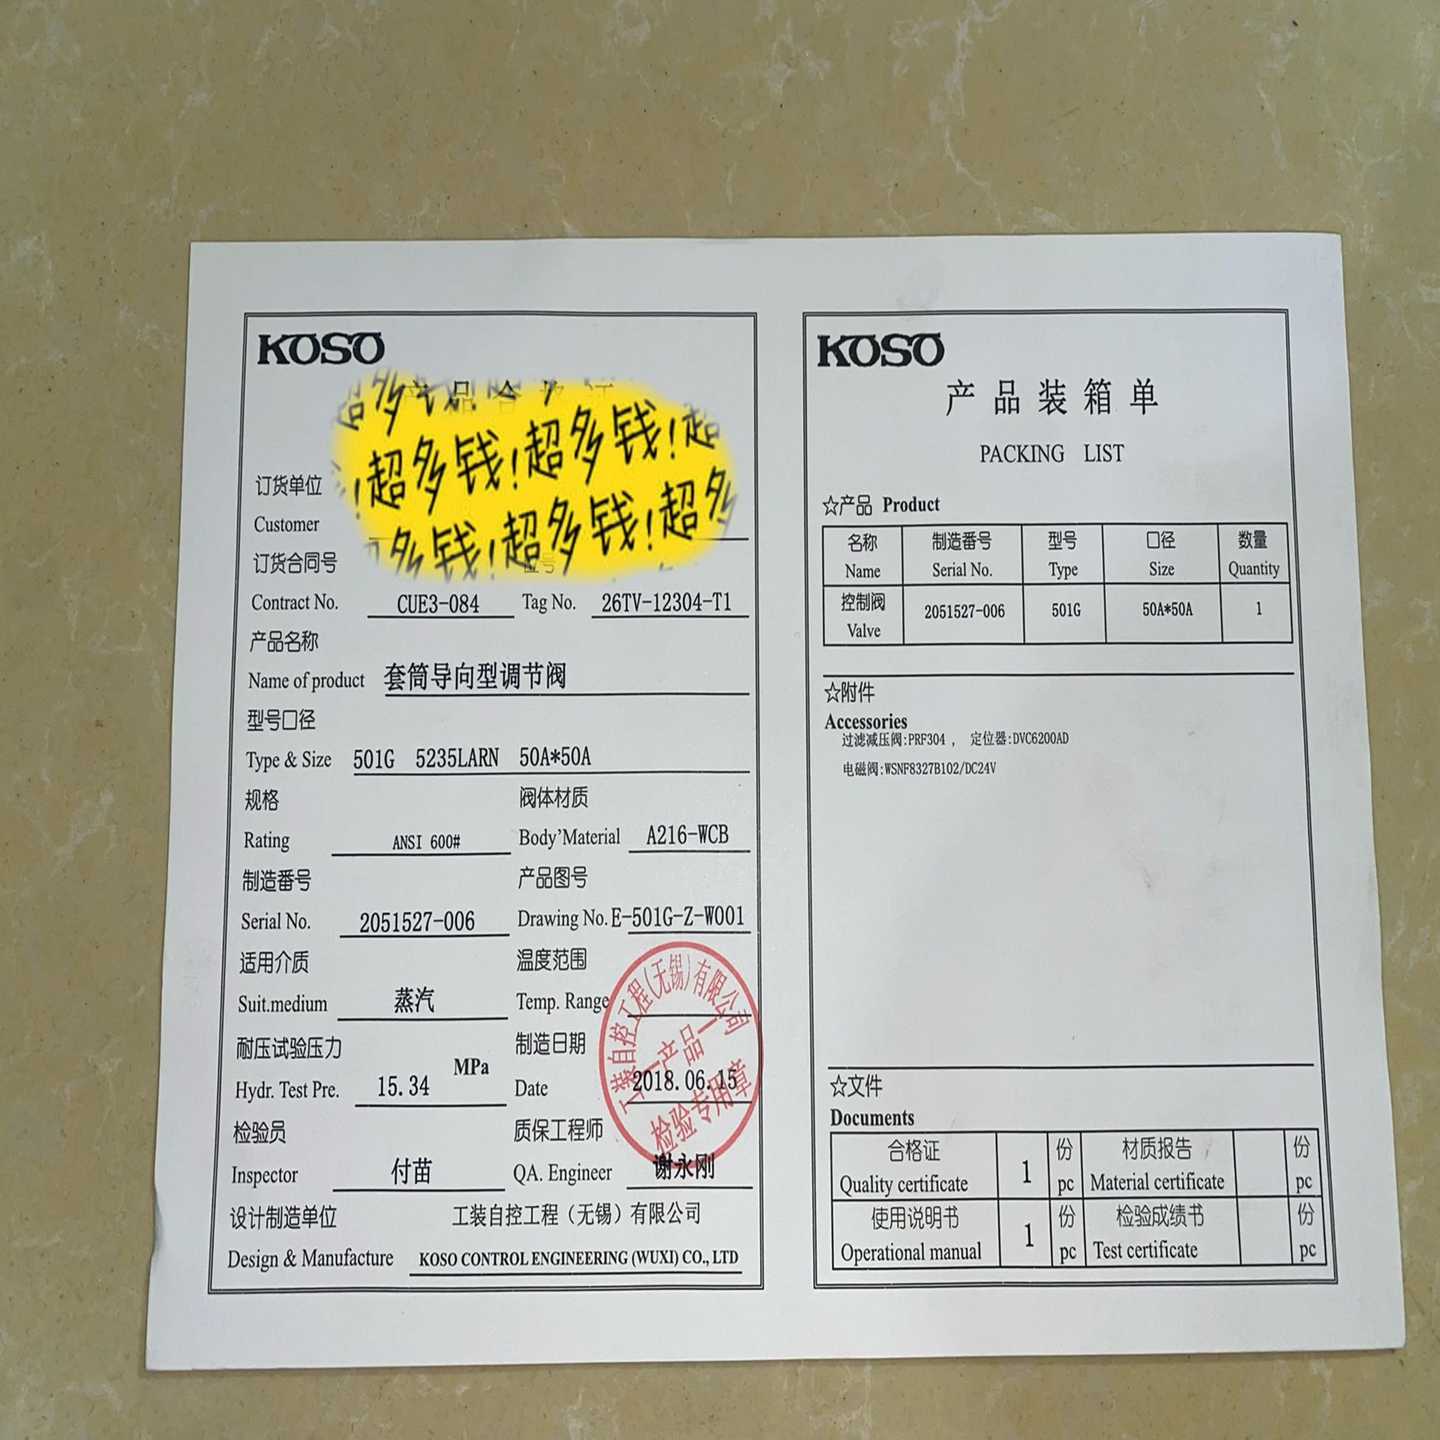 KOSO
产品合格证
超多钱!
超多钱!超多钱!超
超多钱!超多钱!超多
订货单位
Customer
订货合同号 位号
Contract No. CUE3-084 Tag No. 26TV-12304-T1
产品名称
Name of product 套筒导向型调节阀
型号口径
Type & Size 501G 5235LARN 50A*50A
规格 阀体材质
Rating ANSI 600# Body'Material A216-WCB
制造番号 产品图号
Serial No. 2051527-006 Drawing No. E-501G-Z-W001
适用介质 温度范围
Suit.medium 蒸汽 Temp. Range
耐压试验压力 制造日期
Hydr. Test Pre. 15.34 MPa Date 2018.06.15
检验员 质保工程师
Inspector 付苗 QA. Engineer 谢永刚
设计制造单位 工装自控工程（无锡）有限公司
Design & Manufacture KOSO CONTROL ENGINEERING (WUXI) CO., LTD
工装自控工程(无锡)有限公司
产品
检验专用章
KOSO
产品装箱单
PACKING LIST
☆产品 Product
名称 制造番号 型号 口径 数量
Name Serial No. Type Size Quantity
控制阀 2051527-006 501G 50A*50A 1
Valve
☆附件
Accessories
过滤减压阀:PRF304 , 定位器:DVC6200AD
电磁阀:WSNF8327B102/DC24V
☆文件
Documents
合格证 1 份 材质报告 份
Quality certificate pc Material certificate pc
使用说明书 1 份 检验成绩书 份
Operational manual pc Test certificate pc